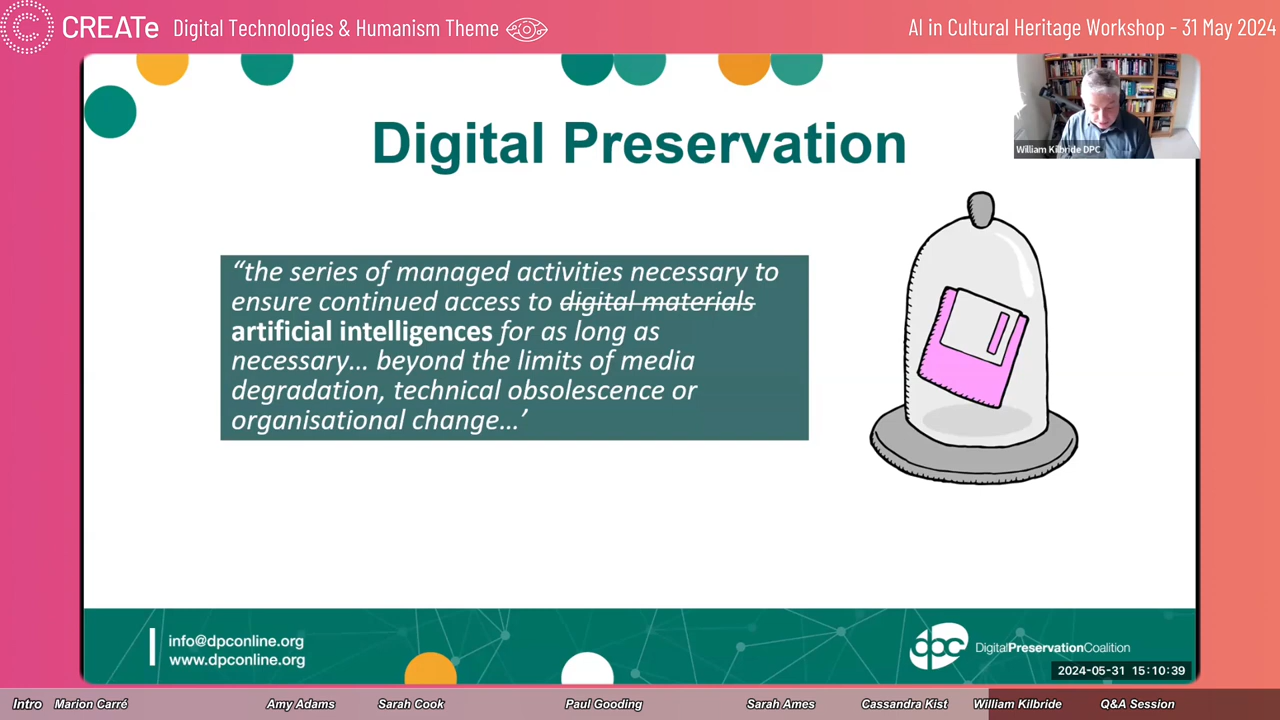 CREATe Digital Technologies & Humanism Theme
AI in Cultural Heritage Workshop - 31 May 2024
Digital Preservation
William Kilbride DPC
“the series of managed activities necessary to
ensure continued access to digital materials
artificial intelligences for as long as
necessary… beyond the limits of media
degradation, technical obsolescence or
organisational change…’
info@dpconline.org
www.dpconline.org
dpc DigitalPreservationCoalition
2024-05-31 15:10:39
Intro Marion Carré Amy Adams Sarah Cook Paul Gooding Sarah Ames Cassandra Kist William Kilbride Q&A Session